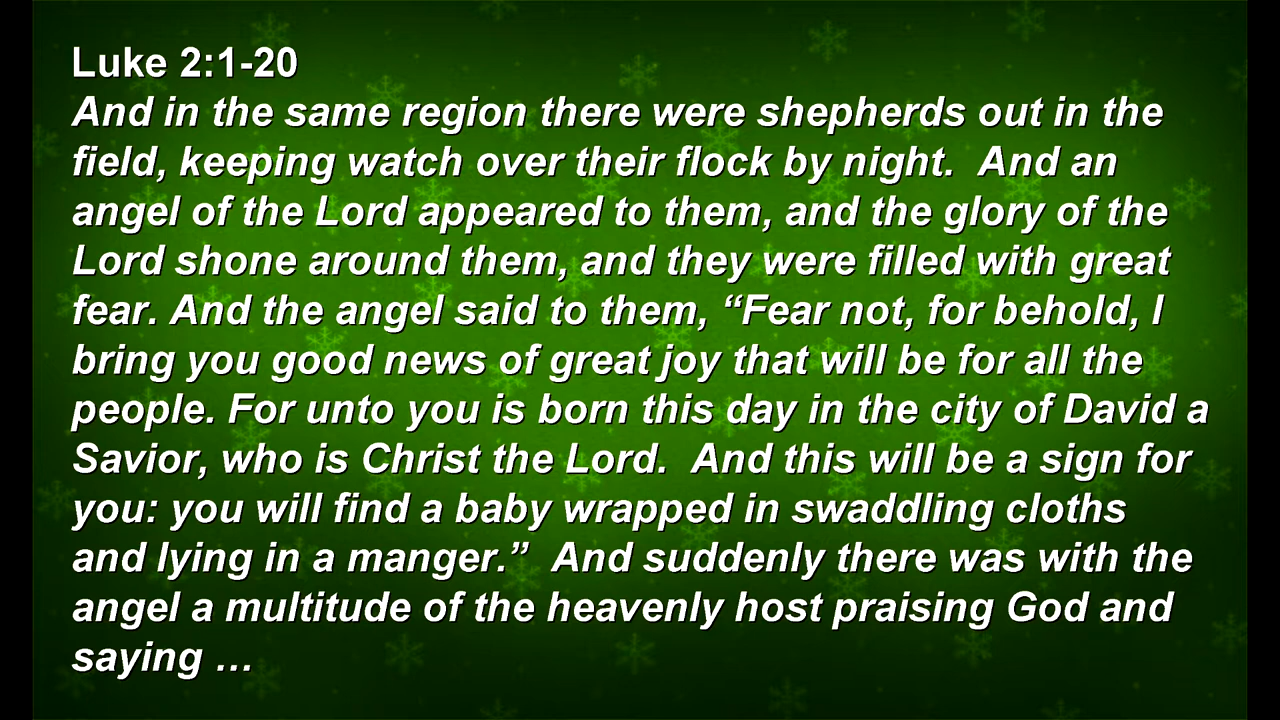 Luke 2:1-20
And in the same region there were shepherds out in the
field, keeping watch over their flock by night.  And an
angel of the Lord appeared to them, and the glory of the
Lord shone around them, and they were filled with great
fear. And the angel said to them, “Fear not, for behold, I
bring you good news of great joy that will be for all the
people. For unto you is born this day in the city of David a
Savior, who is Christ the Lord.  And this will be a sign for
you: you will find a baby wrapped in swaddling cloths
and lying in a manger.”  And suddenly there was with the
angel a multitude of the heavenly host praising God and
saying …